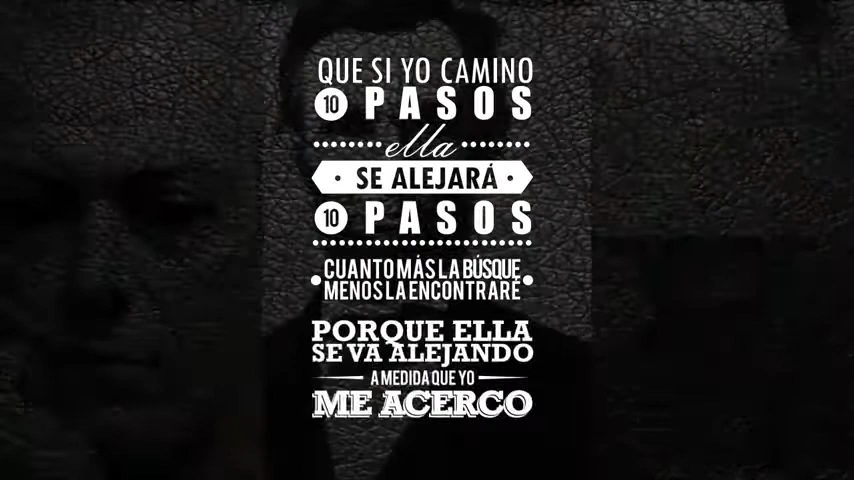 QUE SI YO CAMINO
10 PASOS
ella
• SE ALEJARÁ •
10 PASOS
CUANTO MÁS LA BÚSQUE
MENOS LA ENCONTRARÉ
PORQUE ELLA
SE VA ALEJANDO
A MEDIDA QUE YO
ME ACERCO